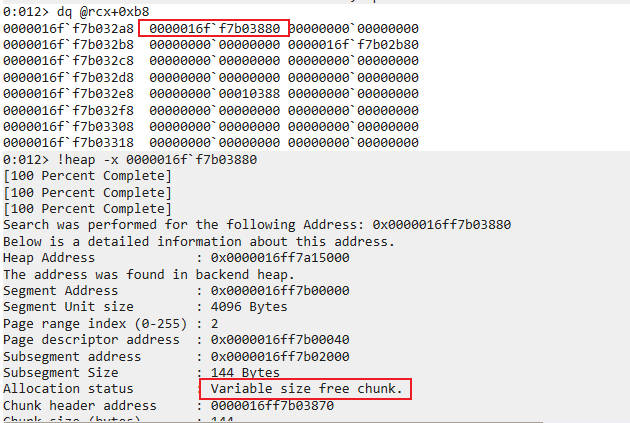 0:012> dq @rcx+0xb8
0000016f`f7b032a8  0000016f`f7b03880 00000000`00000000
0000016f`f7b032b8  00000000`00000000 0000016f`f7b02b80
0000016f`f7b032c8  00000000`00000000 00000000`00000000
0000016f`f7b032d8  00000000`00000000 00000000`00000000
0000016f`f7b032e8  00000000`00010388 00000000`00000000
0000016f`f7b032f8  00000000`00000000 00000000`00000000
0000016f`f7b03308  00000000`00000000 00000000`00000000
0000016f`f7b03318  00000000`00000000 00000000`00000000
0:012> !heap -x 0000016f`f7b03880
[100 Percent Complete]
[100 Percent Complete]
[100 Percent Complete]
Search was performed for the following Address: 0x0000016ff7b03880
Below is a detailed information about this address.
Heap Address            : 0x0000016ff7a15000
The address was found in backend heap.
Segment Address         : 0x0000016ff7b00000
Segment Unit size       : 4096 Bytes
Page range index (0-255) : 2
Page descriptor address : 0x0000016ff7b00040
Subsegment address      : 0x0000016ff7b02000
Subsegment Size         : 144 Bytes
Allocation status       : Variable size free chunk.
Chunk header address    : 0000016ff7b03870
Chunk size (bytes)      : 144